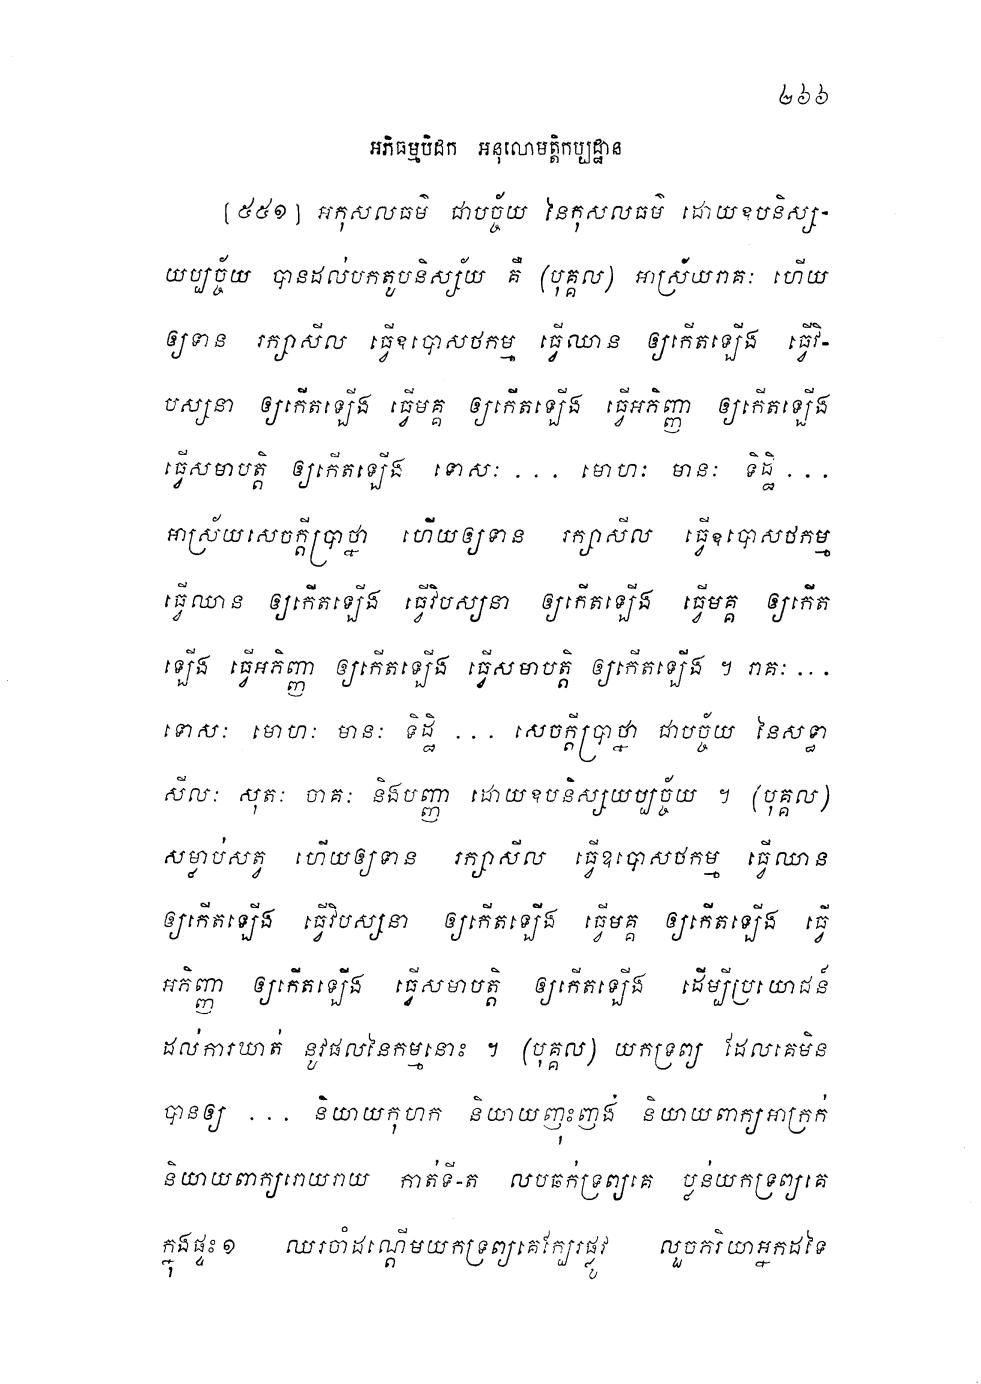 ២៦៦
អភិធម្មបិដក អនុលោមត្តិកប្បដ្ឋាន
[៥៥១] អកុសលធម៌ ជាបច្ច័យ នៃកុសលធម៌ ដោយឧបនិស្ស-
យប្បច្ច័យ បានដល់បកតូបនិស្ស័យ គឺ (បុគ្គល) អាស្រ័យរាគៈ ហើយ
ឲ្យទាន រក្សាសីល ធ្វើឧបោសថកម្ម ធ្វើឈាន ឲ្យកើតឡើង ធ្វើវិ-
បស្សនា ឲ្យកើតឡើង ធ្វើមគ្គ ឲ្យកើតឡើង ធ្វើអភិញ្ញា ឲ្យកើតឡើង
ធ្វើសមាបត្តិ ឲ្យកើតឡើង ទោសៈ ... មោហៈ មានៈ ទិដ្ឋិ ...
អាស្រ័យសេចក្តីប្រាថ្នា ហើយឲ្យទាន រក្សាសីល ធ្វើឧបោសថកម្ម
ធ្វើឈាន ឲ្យកើតឡើង ធ្វើវិបស្សនា ឲ្យកើតឡើង ធ្វើមគ្គ ឲ្យកើត
ឡើង ធ្វើអភិញ្ញា ឲ្យកើតឡើង ធ្វើសមាបត្តិ ឲ្យកើតឡើង ។ រាគៈ ...
ទោសៈ មោហៈ មានៈ ទិដ្ឋិ ... សេចក្តីប្រាថ្នា ជាបច្ច័យ នៃសទ្ធា
សីលៈ សុតៈ ចាគៈ និងបញ្ញា ដោយឧបនិស្សយប្បច្ច័យ ។ (បុគ្គល)
សម្លាប់សត្វ ហើយឲ្យទាន រក្សាសីល ធ្វើឧបោសថកម្ម ធ្វើឈាន
ឲ្យកើតឡើង ធ្វើវិបស្សនា ឲ្យកើតឡើង ធ្វើមគ្គ ឲ្យកើតឡើង ធ្វើ
អភិញ្ញា ឲ្យកើតឡើង ធ្វើសមាបត្តិ ឲ្យកើតឡើង ដើម្បីប្រយោជន៍
ដល់ការឃាត់ នូវផលនៃកម្មនោះ ។ (បុគ្គល) យកទ្រព្យ ដែលគេមិន
បានឲ្យ ... និយាយកុហក និយាយញុះញង់ និយាយពាក្យអាក្រក់
និយាយពាក្យរោយរាយ កាត់ទី-ត លបធក់ទ្រព្យគេ ប្លន់យកទ្រព្យគេ
ក្នុងផ្ទះ១ ឈរចាំដណ្តើមយកទ្រព្យគេក្បែរផ្លូវ លួចភរិយាអ្នកដទៃ